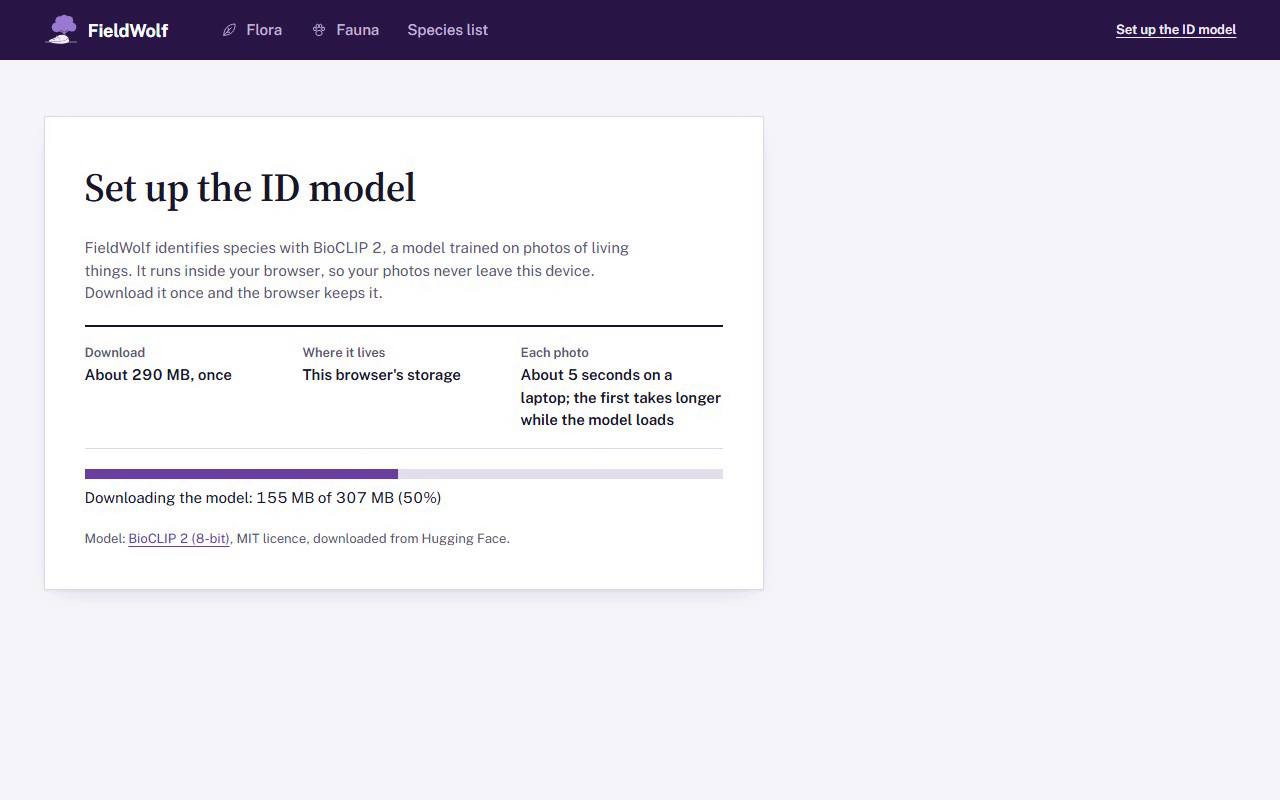 FieldWolf
Flora
Fauna
Species list
Set up the ID model
Set up the ID model
FieldWolf identifies species with BioCLIP 2, a model trained on photos of living
things. It runs inside your browser, so your photos never leave this device.
Download it once and the browser keeps it.
Download
About 290 MB, once
Where it lives
This browser's storage
Each photo
About 5 seconds on a
laptop; the first takes longer
while the model loads
Downloading the model: 155 MB of 307 MB (50%)
Model: BioCLIP 2 (8-bit), MIT licence, downloaded from Hugging Face.